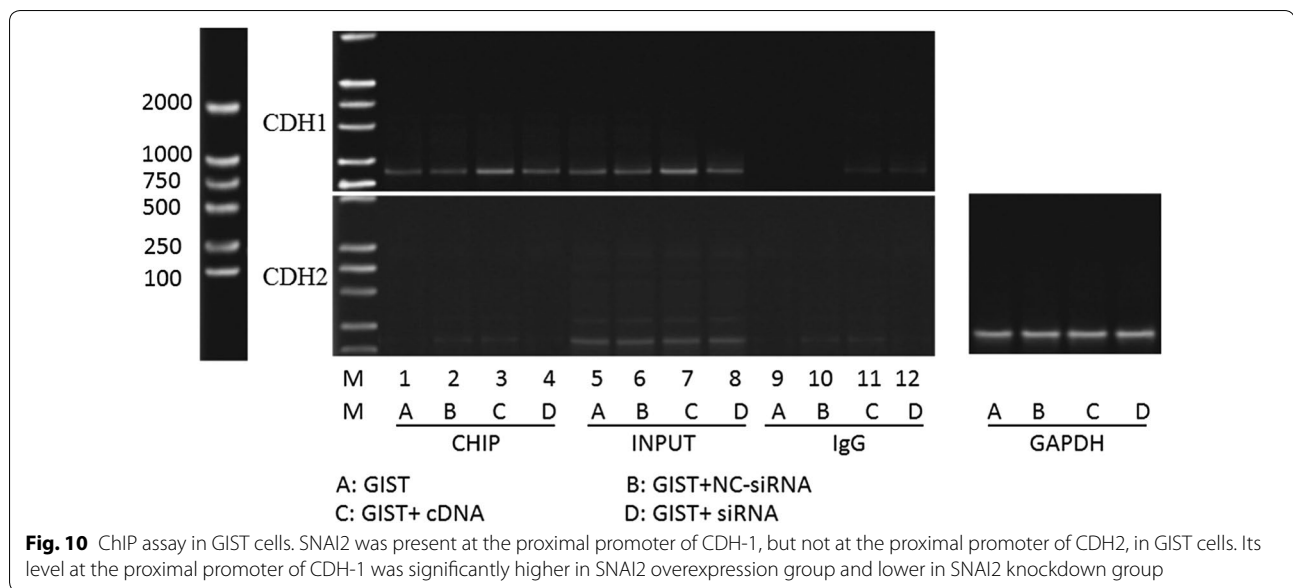 2000
1000
750
500
250
100
CDH1
CDH2
M 1 2 3 4 5 6 7 8 9 10 11 12
M A B C D A B C D A B C D
CHIP INPUT IgG
A B C D
GAPDH
A: GIST B: GIST+NC-siRNA
C: GIST+ cDNA D: GIST+ siRNA
Fig. 10 ChIP assay in GIST cells. SNAI2 was present at the proximal promoter of CDH-1, but not at the proximal promoter of CDH2, in GIST cells. Its
level at the proximal promoter of CDH-1 was significantly higher in SNAI2 overexpression group and lower in SNAI2 knockdown group